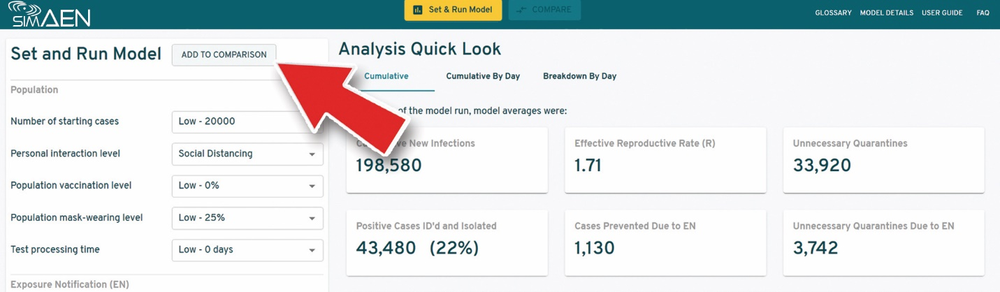 SIMAEN
Set & Run Model
COMPARE
GLOSSARY
MODEL DETAILS
USER GUIDE
FAQ
Set and Run Model
ADD TO COMPARISON
Population
Number of starting cases
Low - 20000
Personal interaction level
Social Distancing
Population vaccination level
Low - 0%
Population mask-wearing level
Low - 25%
Test processing time
Low - 0 days
Exposure Notification (EN)
Analysis Quick Look
Cumulative
Cumulative By Day
Breakdown By Day
of the model run, model averages were:
New Infections
198,580
Effective Reproductive Rate (R)
1.71
Unnecessary Quarantines
33,920
Positive Cases ID'd and Isolated
43,480 (22%)
Cases Prevented Due to EN
1,130
Unnecessary Quarantines Due to EN
3,742